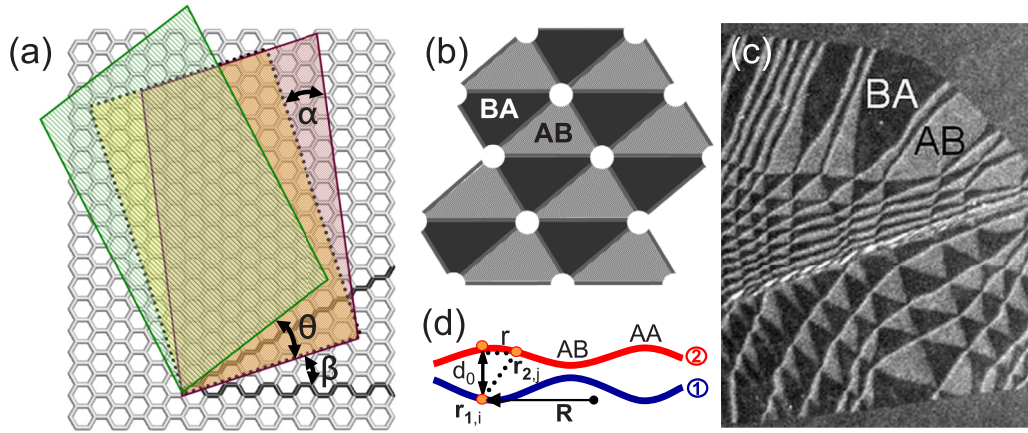 (a)
α
θ
β
(b)
BA
AB
(c)
BA
AB
(d)
r
AB
AA
②
d₀
r₂,ⱼ
①
r₁,ᵢ
R